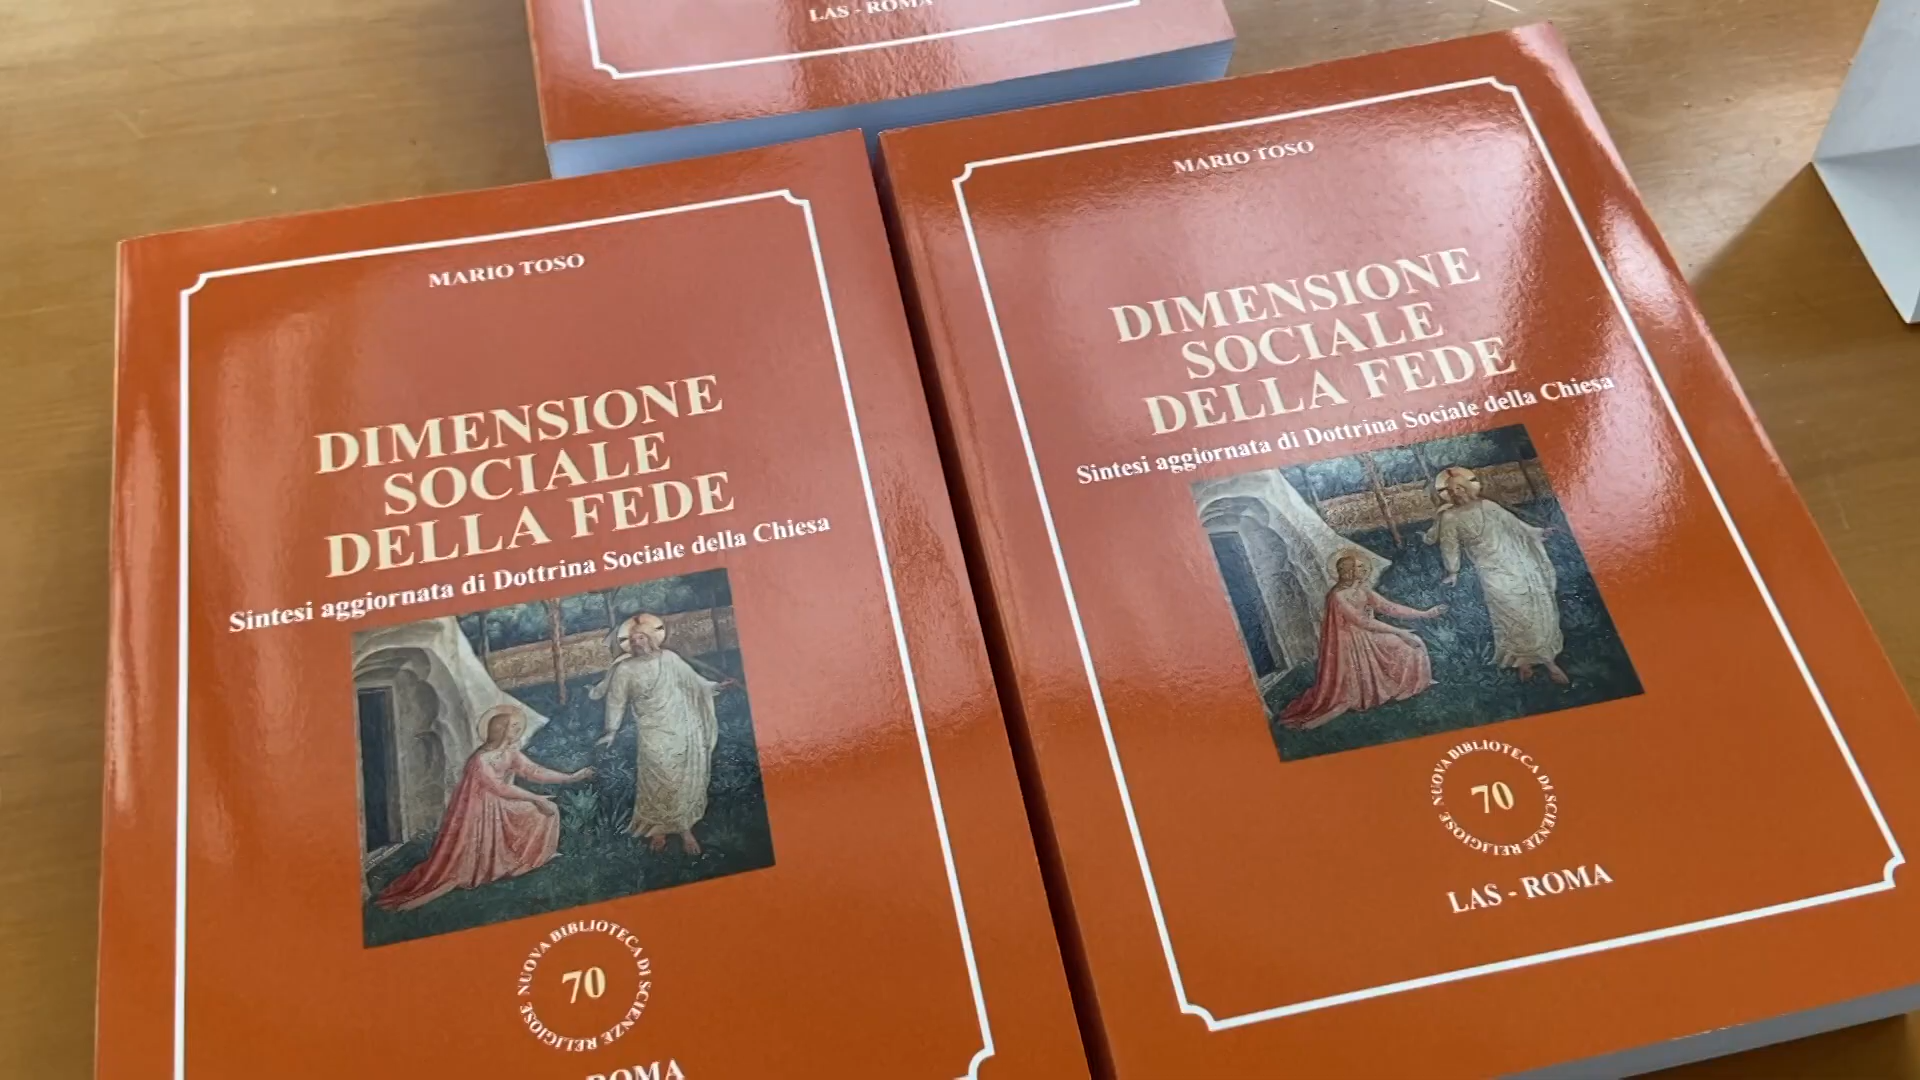 LAS - ROMA
MARIO TOSO
DIMENSIONE
SOCIALE
DELLA FEDE
Sintesi aggiornata di Dottrina Sociale della Chiesa
NUOVA BIBLIOTECA DI SCIENZE RELIGIOSE
70
ROMA
MARIO TOSO
DIMENSIONE
SOCIALE
DELLA FEDE
Sintesi aggiornata di Dottrina Sociale della Chiesa
NUOVA BIBLIOTECA DI SCIENZE RELIGIOSE
70
LAS - ROMA